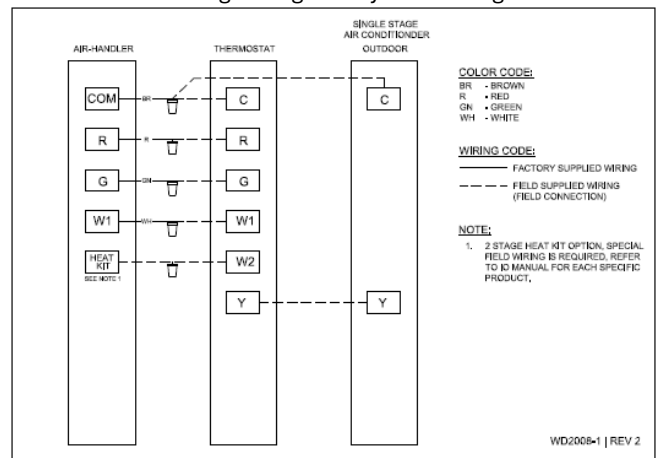 SINGLE STAGE
AIR CONDITIONDER
AIR-HANDLER THERMOSTAT OUTDOOR
COM BR C C
R R R
G GN G
W1 WH W1
HEAT
KIT W2
SEE NOTE 1
Y Y
COLOR CODE:
BR - BROWN
R - RED
GN - GREEN
WH - WHITE
WIRING CODE:
FACTORY SUPPLIED WIRING
FIELD SUPPLIED WIRING
(FIELD CONNECTION)
NOTE:
1. 2 STAGE HEAT KIT OPTION, SPECIAL
FIELD WIRING IS REQUIRED, REFER
TO IO MANUAL FOR EACH SPECIFIC
PRODUCT.
WD2008-1 | REV 2